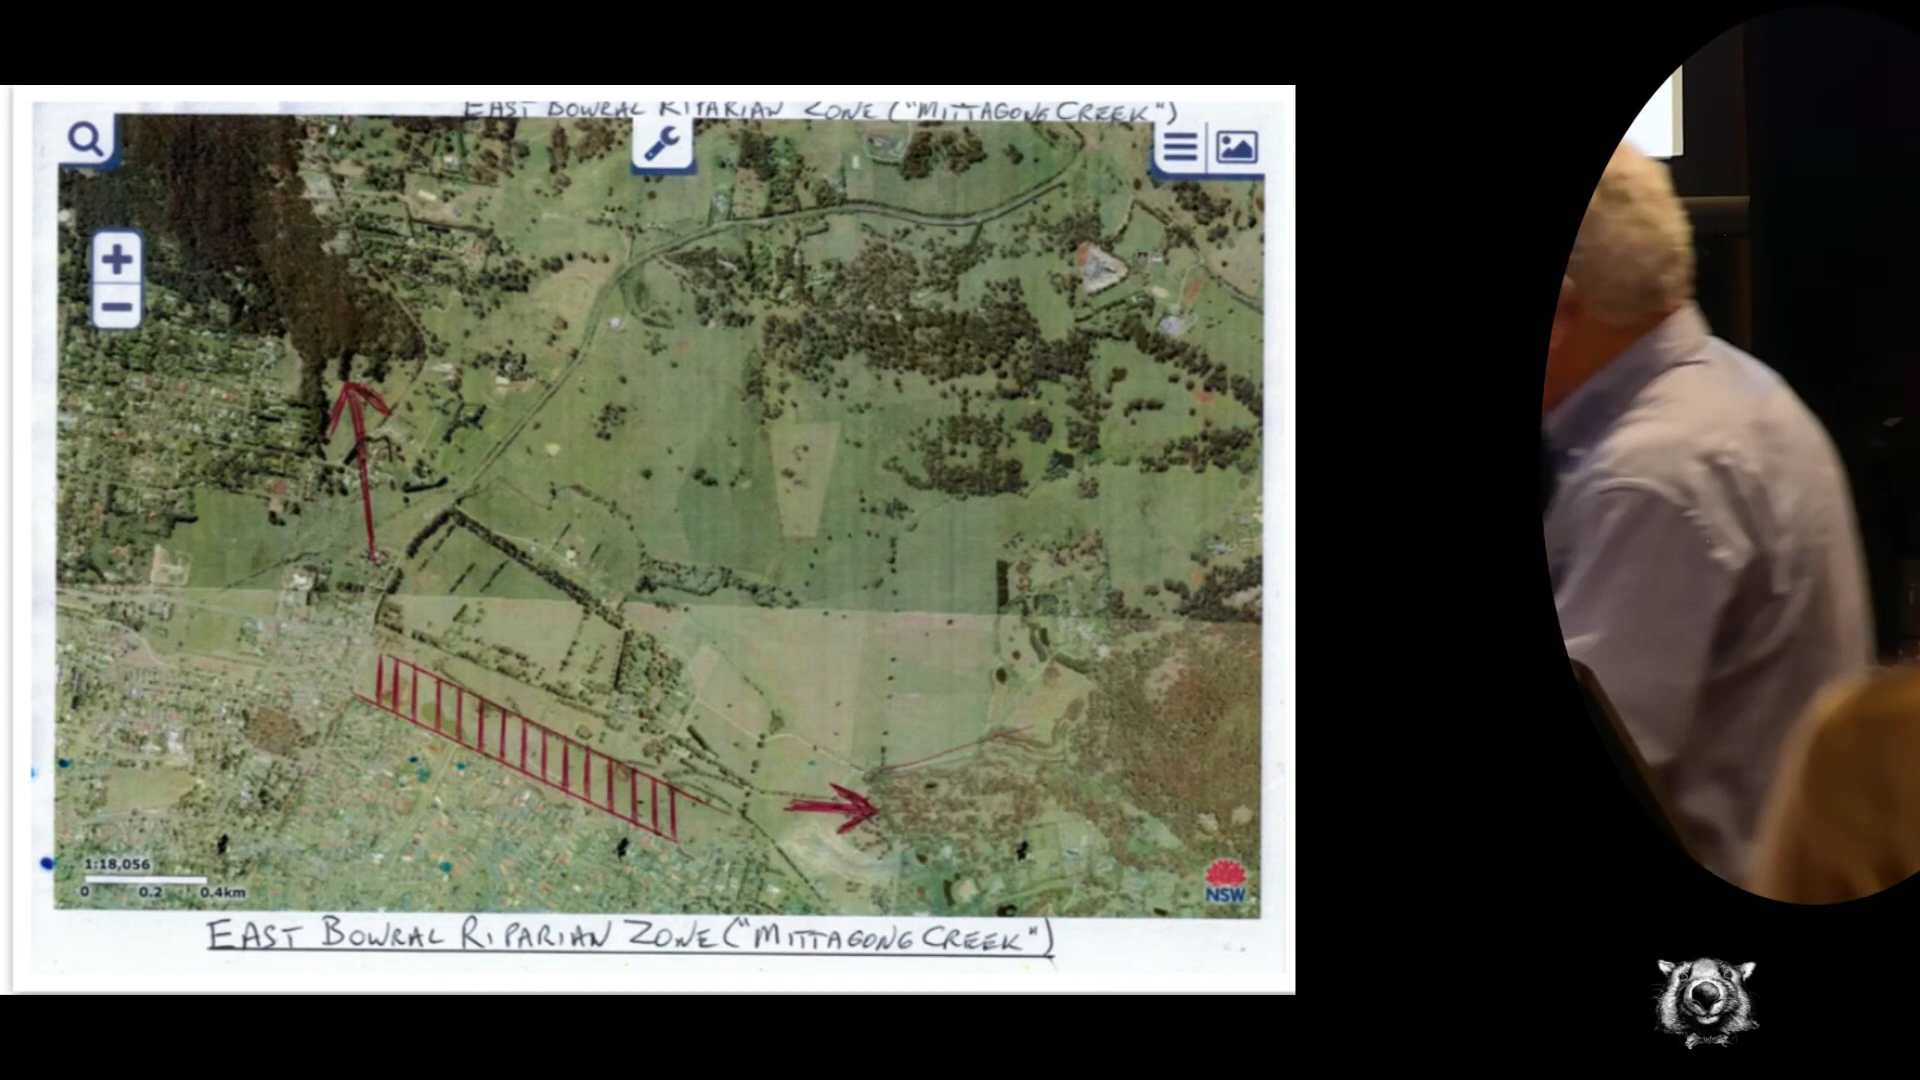 EAST BOWRAL RIPARIAN ZONE ("MITTAGONG CREEK")
1:18,056
0 0.2 0.4km
NSW
EAST BOWRAL RIPARIAN ZONE ("MITTAGONG CREEK")